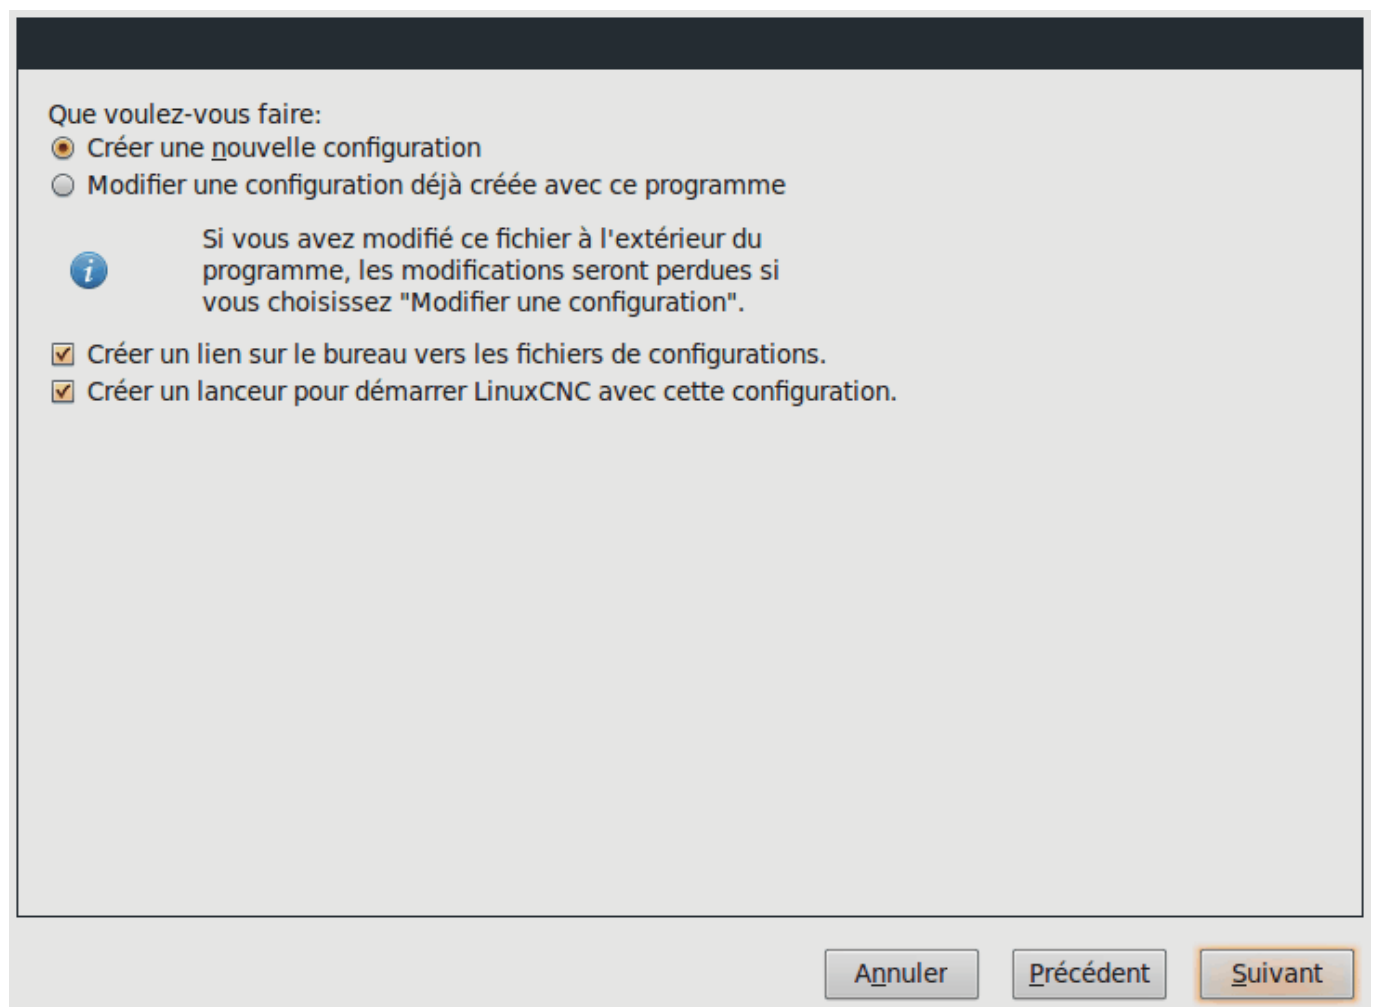 Que voulez-vous faire:
Créer une nouvelle configuration
Modifier une configuration déjà créée avec ce programme
Si vous avez modifié ce fichier à l'extérieur du
programme, les modifications seront perdues si
vous choisissez "Modifier une configuration".
Créer un lien sur le bureau vers les fichiers de configurations.
Créer un lanceur pour démarrer LinuxCNC avec cette configuration.
Annuler Précédent Suivant